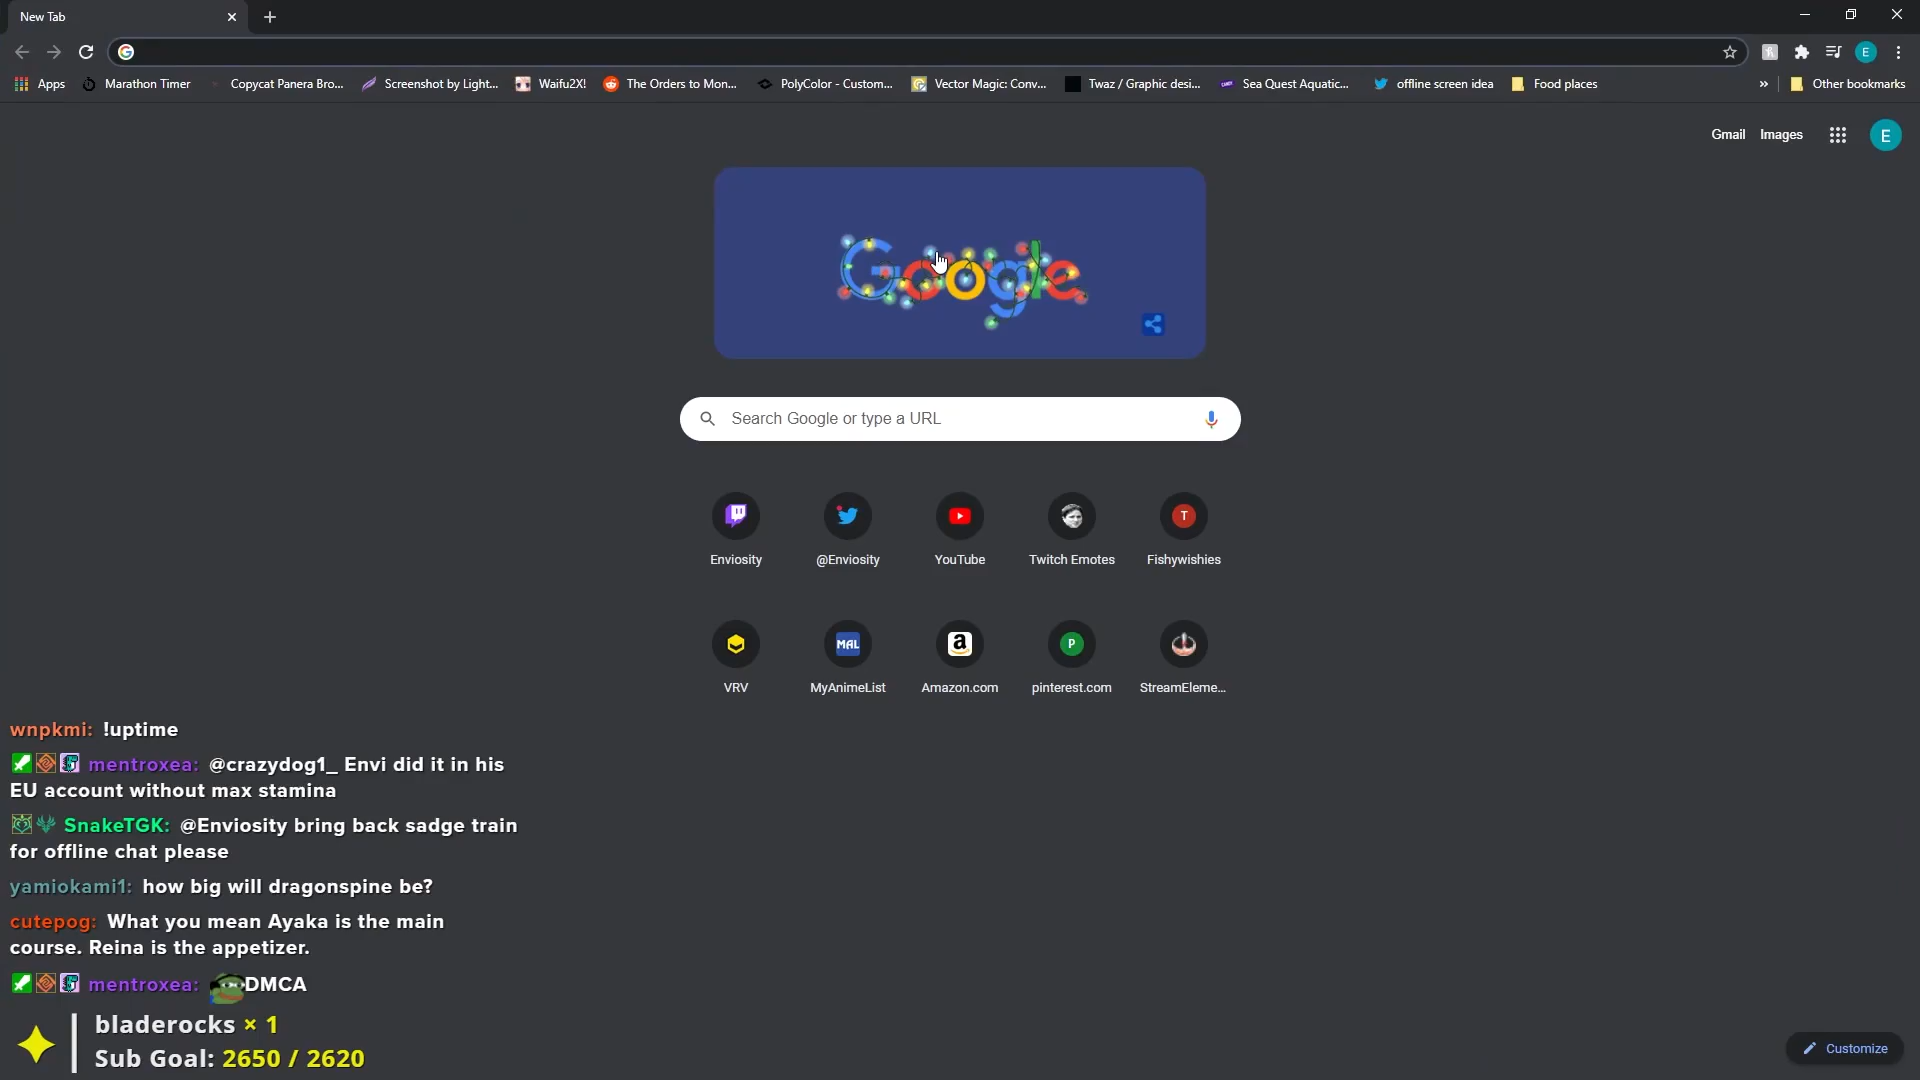 New Tab
Apps
Marathon Timer
Copycat Panera Bro...
Screenshot by Light...
Waifu2X!
The Orders to Mon...
PolyColor - Custom...
Vector Magic: Conv...
Twaz / Graphic desi...
Sea Quest Aquatic...
offline screen idea
Food places
»
Other bookmarks
Gmail
Images
E
Google
Search Google or type a URL
Enviosity
@Enviosity
YouTube
Twitch Emotes
T
Fishywishies
VRV
MAL
MyAnimeList
a
Amazon.com
P
pinterest.com
StreamEleme...
wnpkmi: !uptime
mentroxea: @crazydog1_ Envi did it in his
EU account without max stamina
SnakeTGK: @Enviosity bring back sadge train
for offline chat please
yamiokami1: how big will dragonspine be?
cutepog: What you mean Ayaka is the main
course. Reina is the appetizer.
mentroxea: DMCA
bladerocks × 1
Sub Goal: 2650 / 2620
Customize